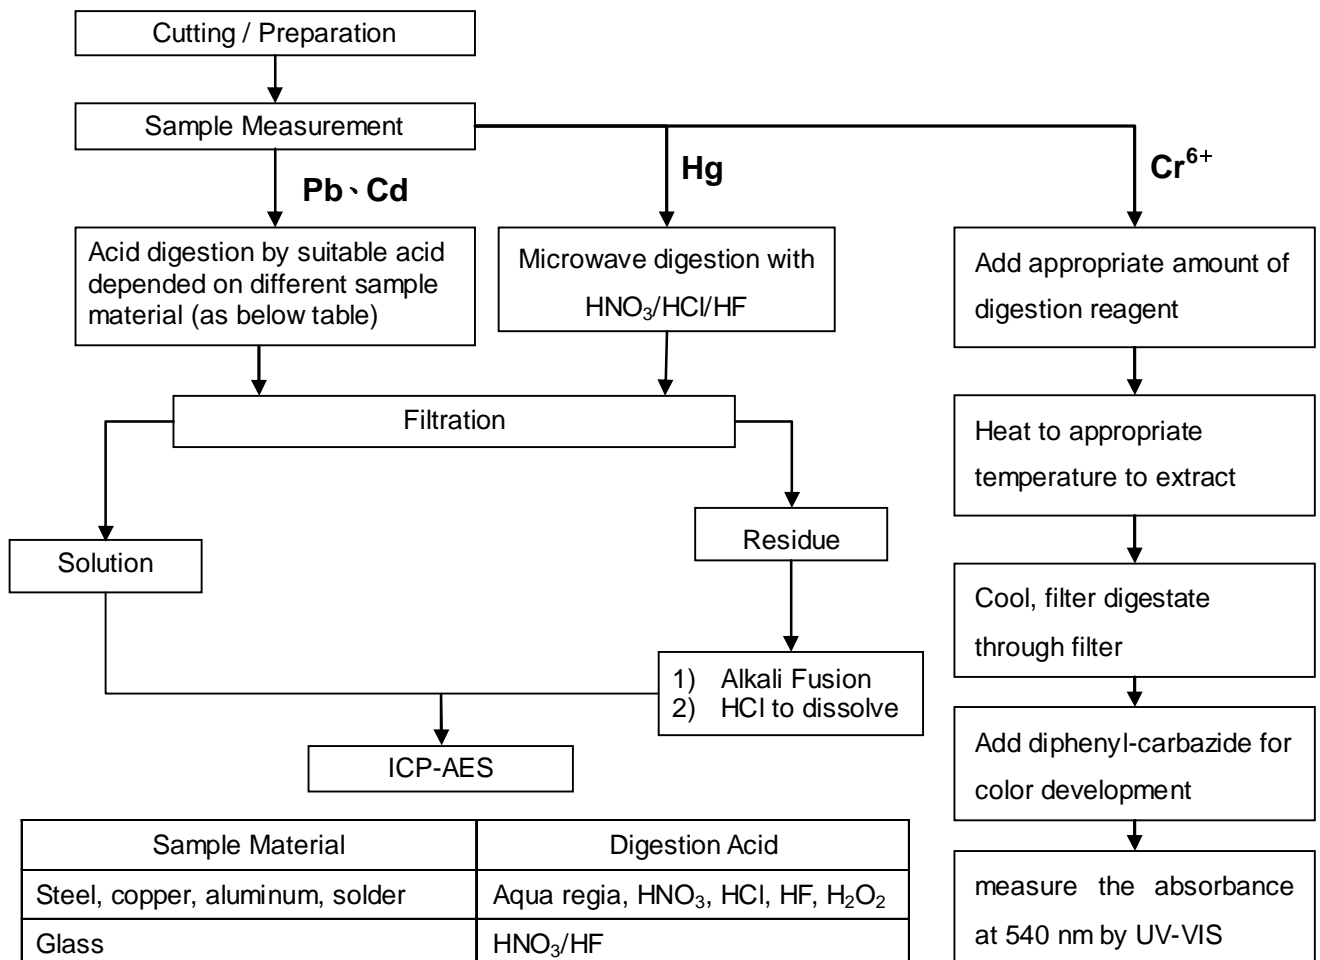 Cutting / Preparation
Sample Measurement
Pb、Cd
Hg
Cr⁶⁺
Acid digestion by suitable acid
depended on different sample
material (as below table)
Microwave digestion with
HNO₃/HCl/HF
Add appropriate amount of
digestion reagent
Filtration
Heat to appropriate
temperature to extract
Solution
Residue
Cool, filter digestate
through filter
1) Alkali Fusion
2) HCl to dissolve
ICP-AES
Add diphenyl-carbazide for
color development
Sample Material Digestion Acid
Steel, copper, aluminum, solder Aqua regia, HNO₃, HCl, HF, H₂O₂
Glass HNO₃/HF
measure the absorbance
at 540 nm by UV-VIS